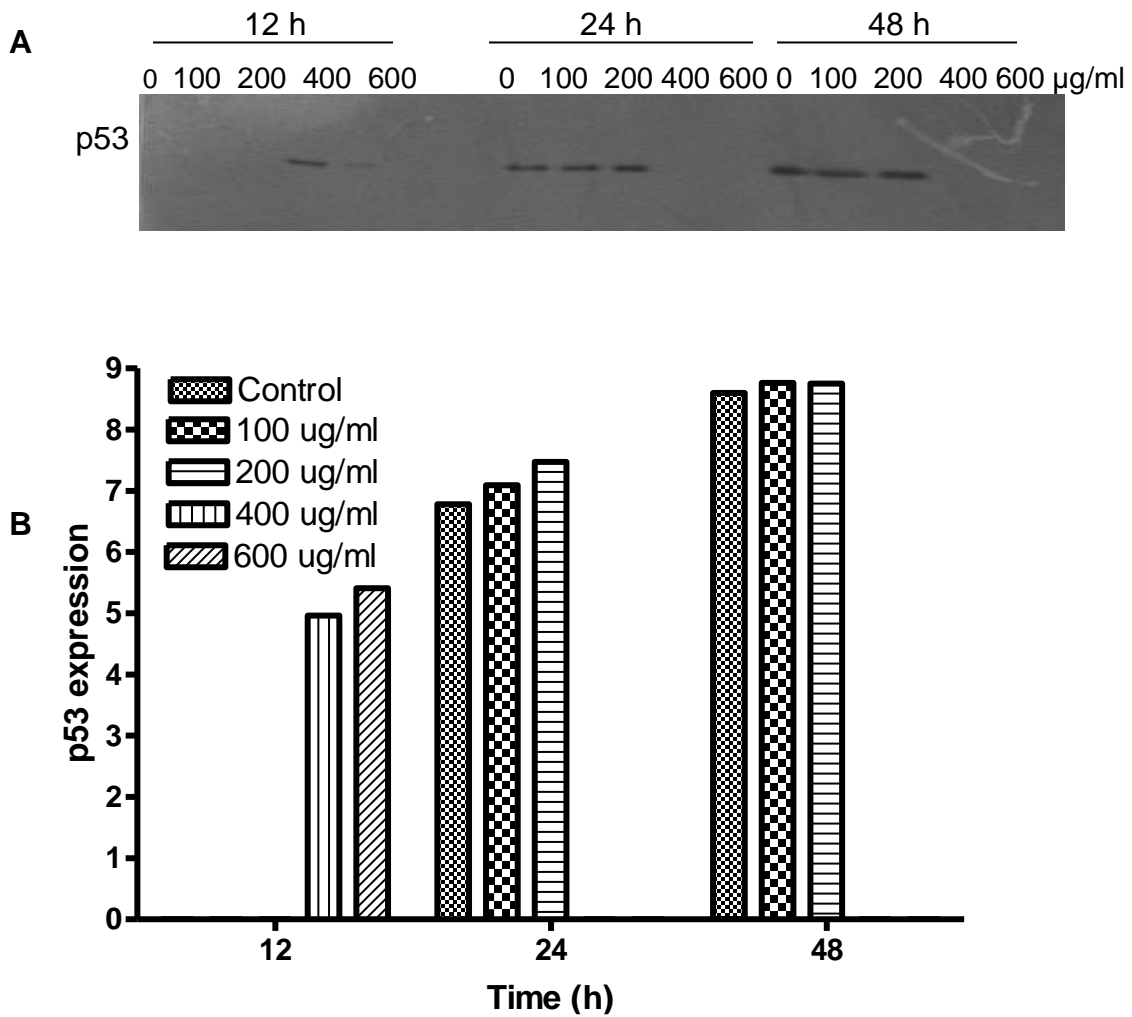 A
12 h 24 h 48 h
0 100 200 400 600 0 100 200 400 600 0 100 200 400 600 µg/ml
p53
B
9
8
7
6
5
4
3
2
1
0
p53 expression
Control
100 ug/ml
200 ug/ml
400 ug/ml
600 ug/ml
12 24 48
Time (h)